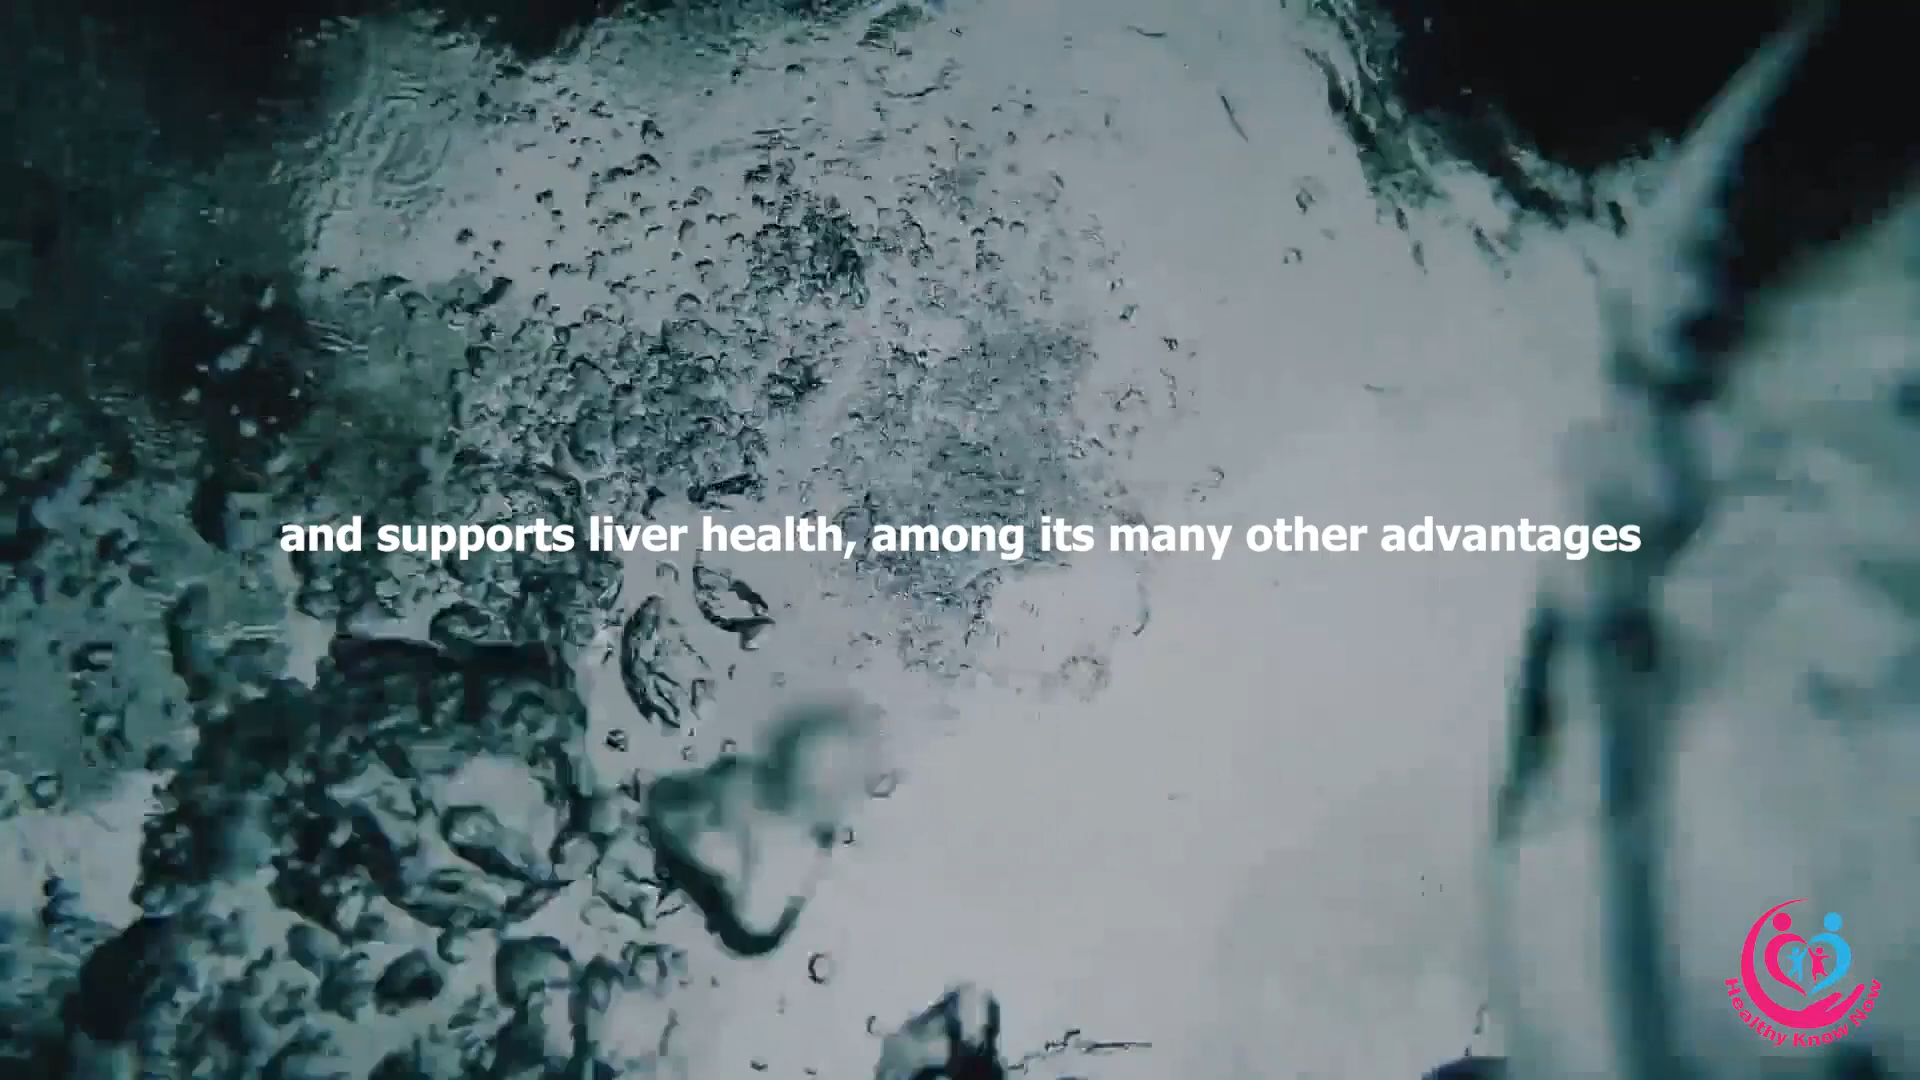 and supports liver health, among its many other advantages
Healthy Know Now